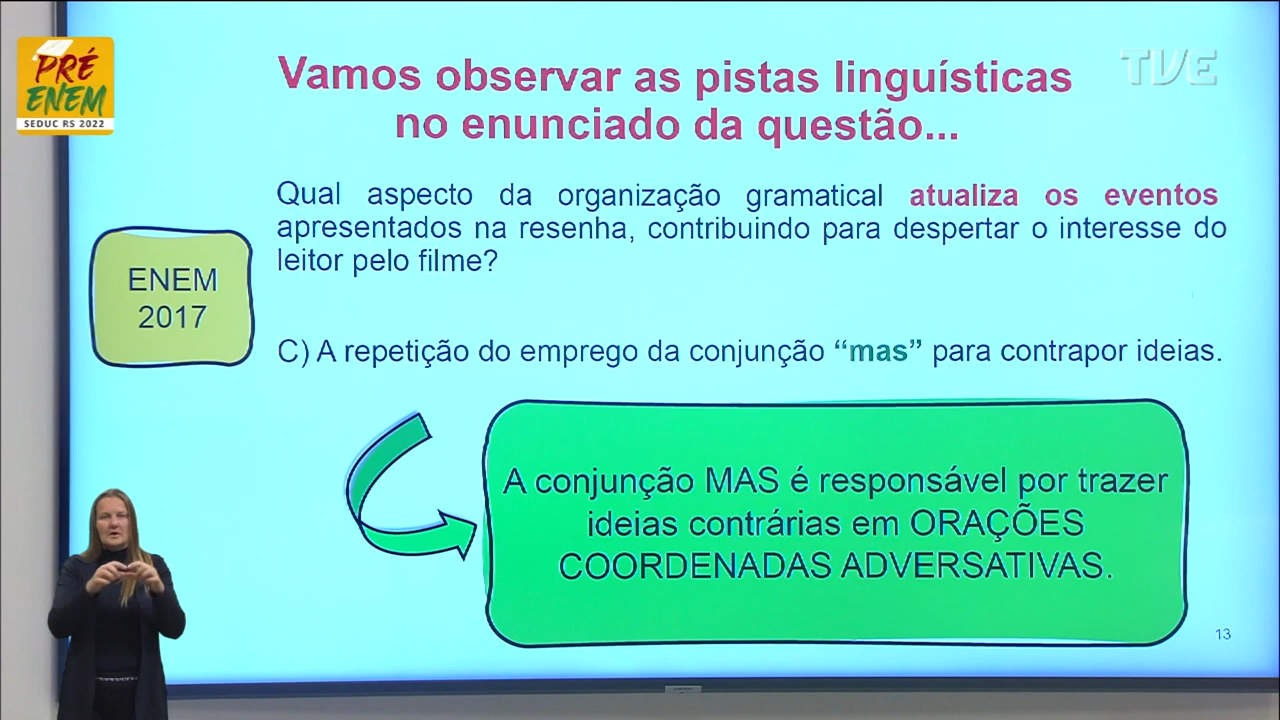 PRÉ
ENEM
SEDUC RS 2022
TVE
Vamos observar as pistas linguísticas
no enunciado da questão...
Qual aspecto da organização gramatical atualiza os eventos
apresentados na resenha, contribuindo para despertar o interesse do
leitor pelo filme?
ENEM
2017
C) A repetição do emprego da conjunção “mas” para contrapor ideias.
A conjunção MAS é responsável por trazer
ideias contrárias em ORAÇÕES
COORDENADAS ADVERSATIVAS.
13